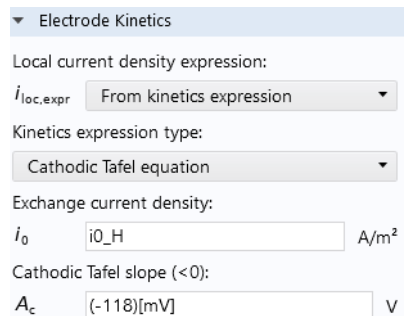 Electrode Kinetics
Local current density expression:
iloc,expr From kinetics expression
Kinetics expression type:
Cathodic Tafel equation
Exchange current density:
i0 i0_H A/m²
Cathodic Tafel slope (<0):
Ac (-118)[mV] V